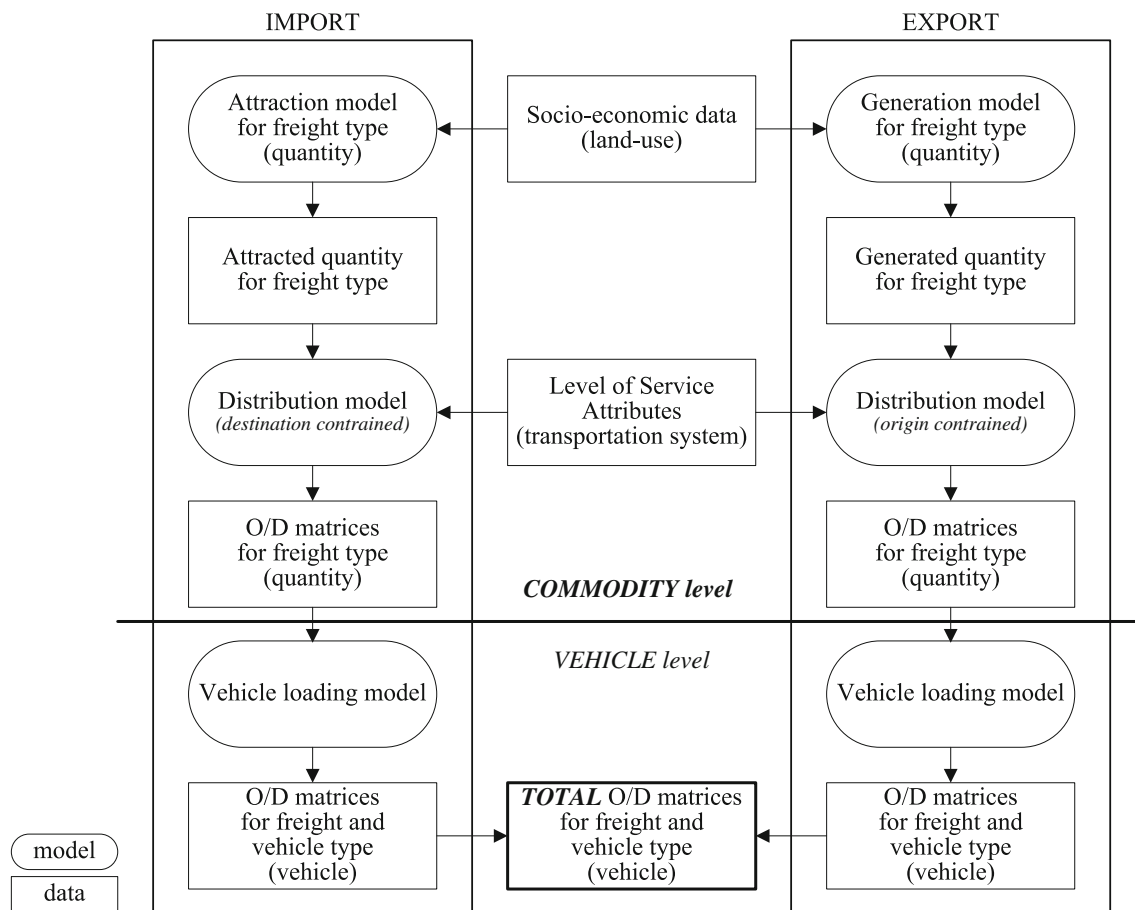 IMPORT
EXPORT
Attraction model
for freight type
(quantity)
Socio-economic data
(land-use)
Generation model
for freight type
(quantity)
Attracted quantity
for freight type
Generated quantity
for freight type
Distribution model
(destination contrained)
Level of Service
Attributes
(transportation system)
Distribution model
(origin contrained)
O/D matrices
for freight type
(quantity)
O/D matrices
for freight type
(quantity)
COMMODITY level
VEHICLE level
Vehicle loading model
Vehicle loading model
O/D matrices
for freight and
vehicle type
(vehicle)
TOTAL O/D matrices
for freight and
vehicle type
(vehicle)
O/D matrices
for freight and
vehicle type
(vehicle)
model
data